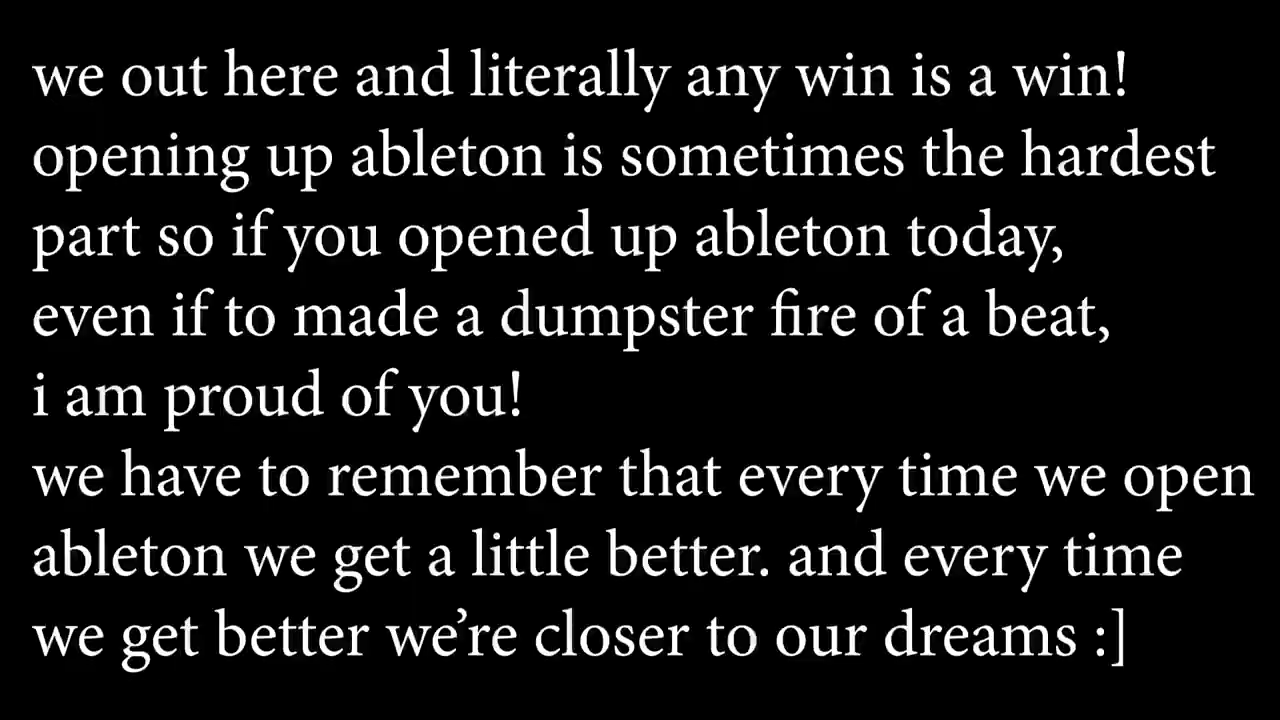 we out here and literally any win is a win!
opening up ableton is sometimes the hardest
part so if you opened up ableton today,
even if to made a dumpster fire of a beat,
i am proud of you!
we have to remember that every time we open
ableton we get a little better. and every time
we get better we’re closer to our dreams :]